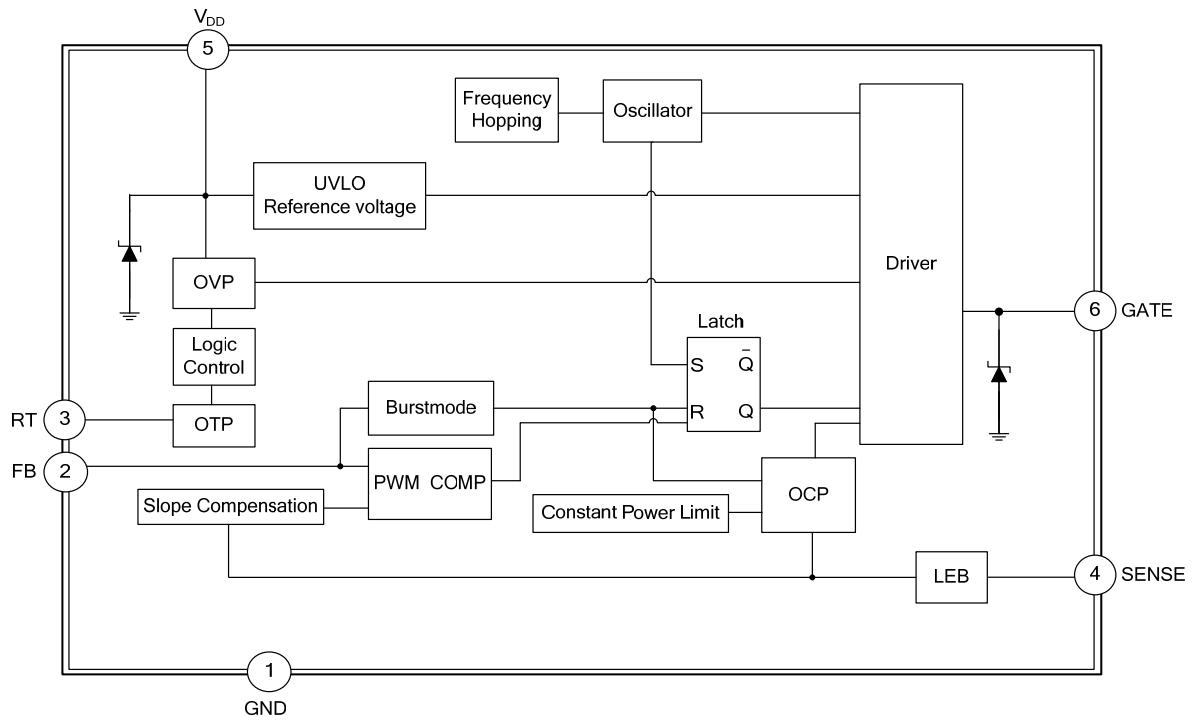 VDD
5
Frequency
Hopping
Oscillator
UVLO
Reference voltage
Driver
OVP
6 GATE
Latch
Logic
Control
S Q̅
RT 3
OTP
Burstmode
R Q
FB 2
PWM COMP
OCP
Slope Compensation
Constant Power Limit
LEB
4 SENSE
1
GND